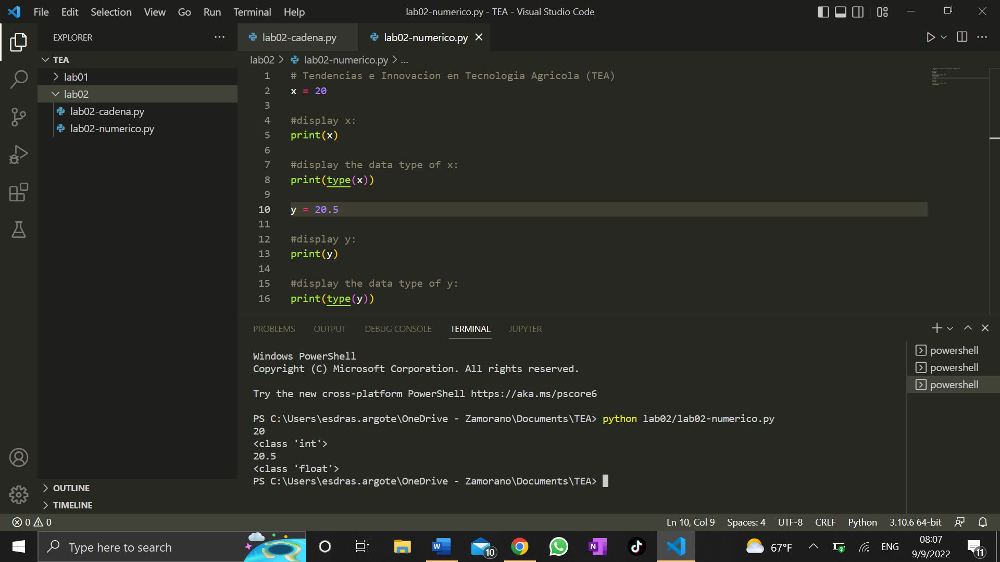 File Edit Selection View Go Run Terminal Help
lab02-numerico.py - TEA - Visual Studio Code
EXPLORER
TEA
lab01
lab02
lab02-cadena.py
lab02-numerico.py
OUTLINE
TIMELINE
lab02-cadena.py
lab02-numerico.py
lab02 > lab02-numerico.py > ...
1 # Tendencias e Innovacion en Tecnologia Agricola (TEA)
2 x = 20
3
4 #display x:
5 print(x)
6
7 #display the data type of x:
8 print(type(x))
9
10 y = 20.5
11
12 #display y:
13 print(y)
14
15 #display the data type of y:
16 print(type(y))
PROBLEMS OUTPUT DEBUG CONSOLE TERMINAL JUPYTER
Windows PowerShell
Copyright (C) Microsoft Corporation. All rights reserved.
Try the new cross-platform PowerShell https://aka.ms/pscore6
PS C:\Users\esdras.argote\OneDrive - Zamorano\Documents\TEA> python lab02/lab02-numerico.py
20
<class 'int'>
20.5
<class 'float'>
PS C:\Users\esdras.argote\OneDrive - Zamorano\Documents\TEA>
powershell
powershell
powershell
0 0
Ln 10, Col 9 Spaces: 4 UTF-8 CRLF Python 3.10.6 64-bit
Type here to search
W
10
N
67°F
ENG
08:07
9/9/2022
11